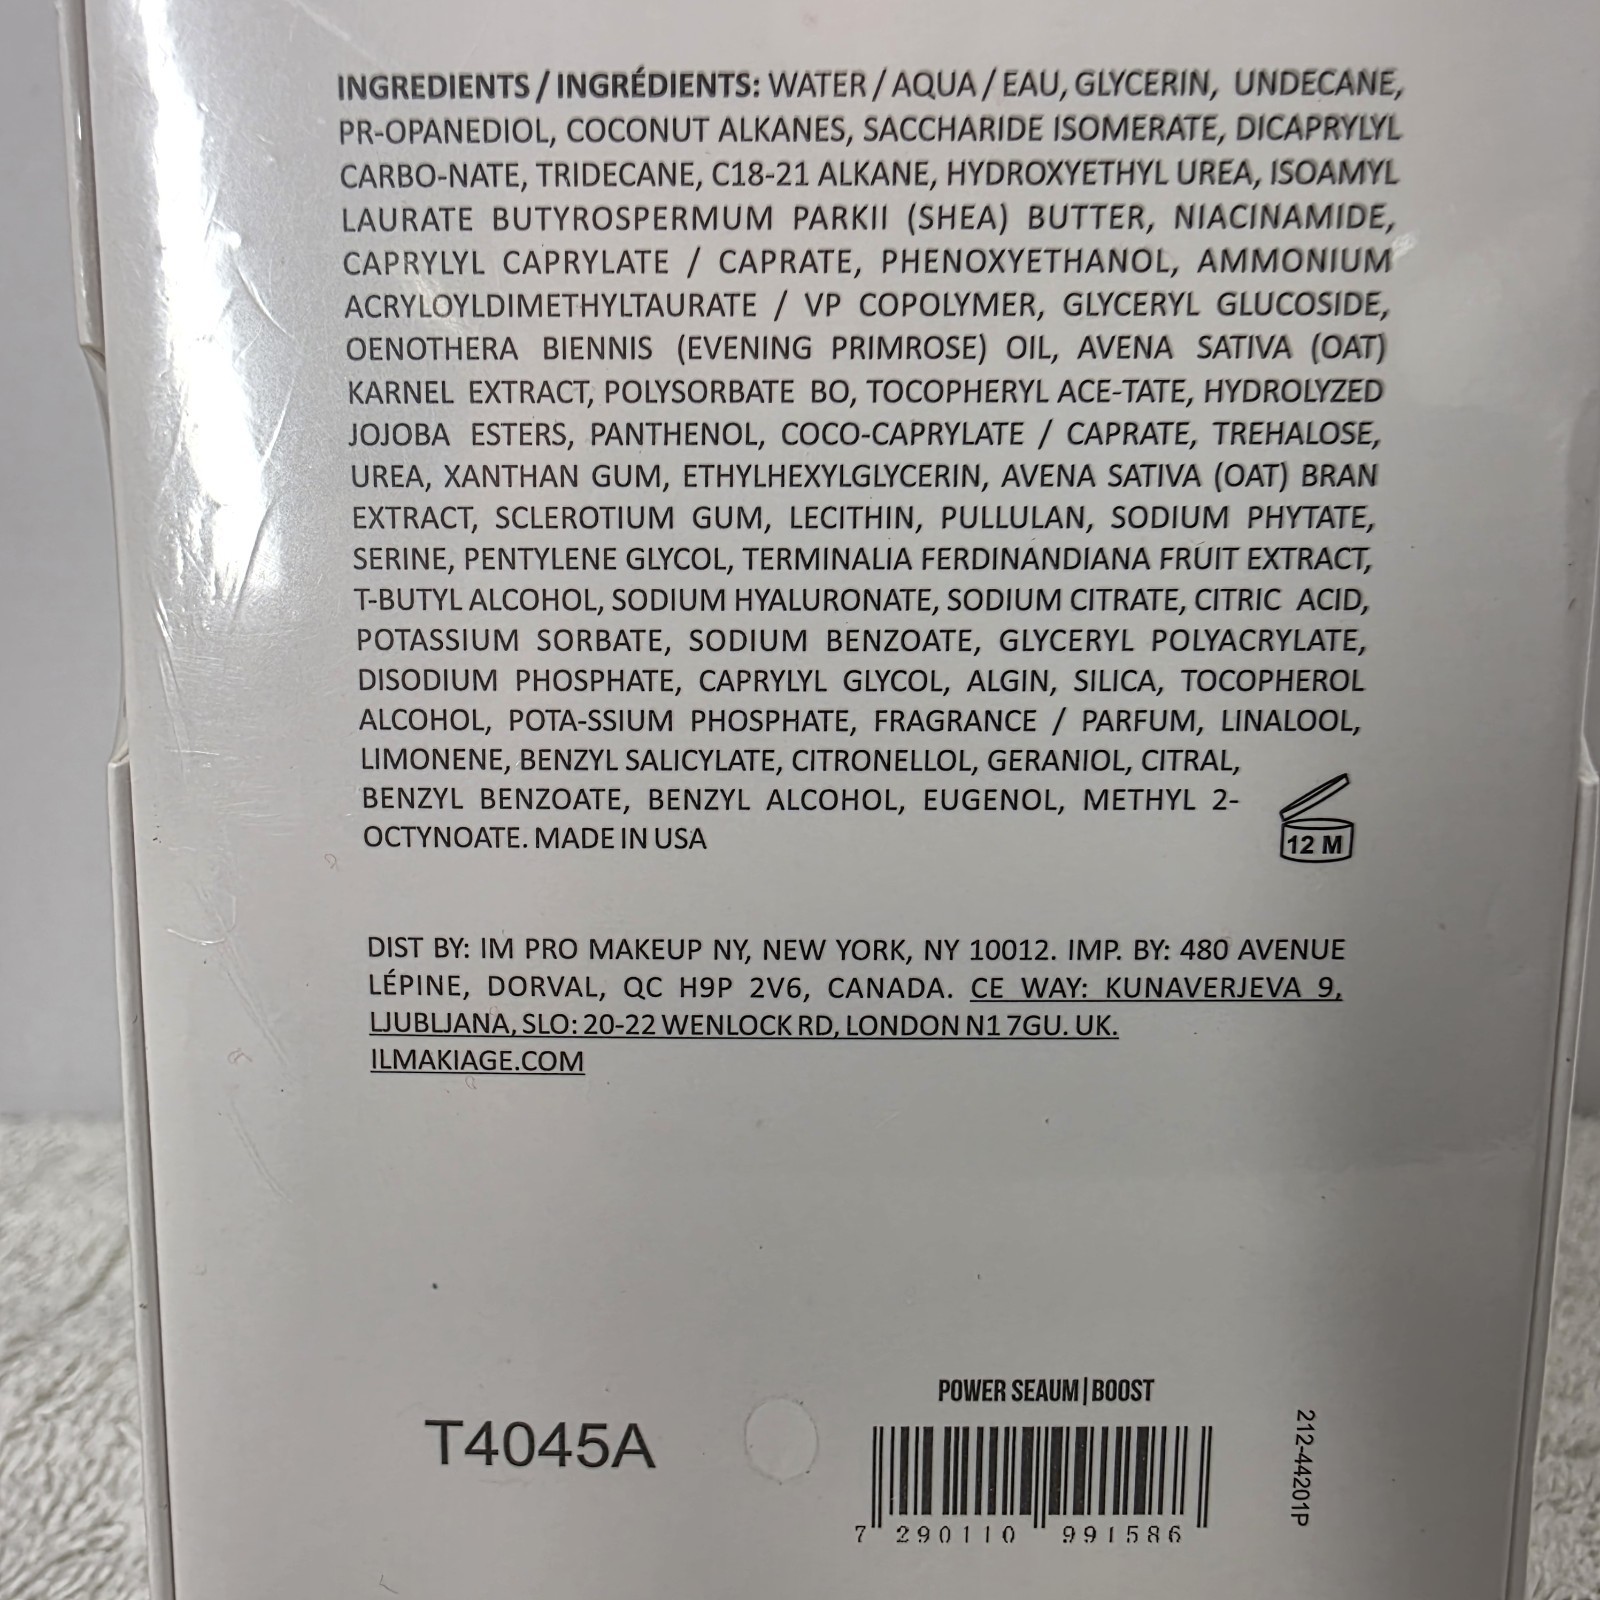 INGREDIENTS / INGRÉDIENTS: WATER / AQUA / EAU, GLYCERIN, UNDECANE,
PR-OPANEDIOL, COCONUT ALKANES, SACCHARIDE ISOMERATE, DICAPRYLYL
CARBO-NATE, TRIDECANE, C18-21 ALKANE, HYDROXYETHYL UREA, ISOAMYL
LAURATE BUTYROSPERMUM PARKII (SHEA) BUTTER, NIACINAMIDE,
CAPRYLYL CAPRYLATE / CAPRATE, PHENOXYETHANOL, AMMONIUM
ACRYLOYLDIMETHYLTAURATE / VP COPOLYMER, GLYCERYL GLUCOSIDE,
OENOTHERA BIENNIS (EVENING PRIMROSE) OIL, AVENA SATIVA (OAT)
KARNEL EXTRACT, POLYSORBATE BO, TOCOPHERYL ACE-TATE, HYDROLYZED
JOJOBA ESTERS, PANTHENOL, COCO-CAPRYLATE / CAPRATE, TREHALOSE,
UREA, XANTHAN GUM, ETHYLHEXYLGLYCERIN, AVENA SATIVA (OAT) BRAN
EXTRACT, SCLEROTIUM GUM, LECITHIN, PULLULAN, SODIUM PHYTATE,
SERINE, PENTYLENE GLYCOL, TERMINALIA FERDINANDIANA FRUIT EXTRACT,
T-BUTYL ALCOHOL, SODIUM HYALURONATE, SODIUM CITRATE, CITRIC ACID,
POTASSIUM SORBATE, SODIUM BENZOATE, GLYCERYL POLYACRYLATE,
DISODIUM PHOSPHATE, CAPRYLYL GLYCOL, ALGIN, SILICA, TOCOPHEROL
ALCOHOL, POTA-SSIUM PHOSPHATE, FRAGRANCE / PARFUM, LINALOOL,
LIMONENE, BENZYL SALICYLATE, CITRONELLOL, GERANIOL, CITRAL,
BENZYL BENZOATE, BENZYL ALCOHOL, EUGENOL, METHYL 2-
OCTYNOATE. MADE IN USA
12 M
DIST BY: IM PRO MAKEUP NY, NEW YORK, NY 10012. IMP. BY: 480 AVENUE
LÉPINE, DORVAL, QC H9P 2V6, CANADA. CE WAY: KUNAVERJEVA 9,
LJUBLJANA, SLO: 20-22 WENLOCK RD, LONDON N1 7GU. UK.
ILMAKIAGE.COM
POWER SEAUM|BOOST
T4045A
7 290110 991586
212-44201P